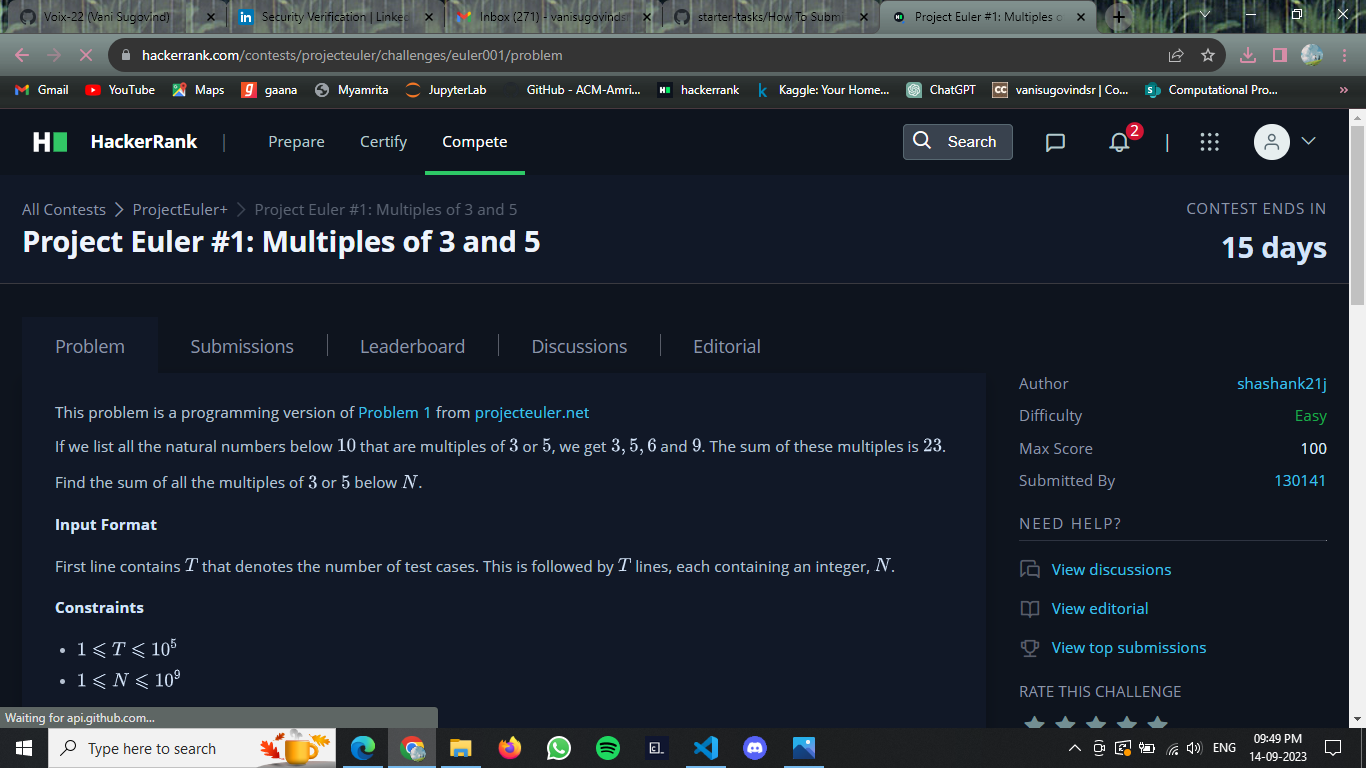 Voix-22 (Vani Sugovind)
Security Verification | Linked
Inbox (271) - vanisugovinds
starter-tasks/How To Subm
Project Euler #1: Multiples o
hackerrank.com/contests/projecteuler/challenges/euler001/problem
Gmail YouTube Maps gaana Myamrita JupyterLab GitHub - ACM-Amri... hackerrank Kaggle: Your Home... ChatGPT vanisugovindsr | Co... Computational Pro... »
HackerRank | Prepare Certify Compete Search 2
All Contests > ProjectEuler+ > Project Euler #1: Multiples of 3 and 5
CONTEST ENDS IN
Project Euler #1: Multiples of 3 and 5
15 days
Problem Submissions Leaderboard Discussions Editorial
This problem is a programming version of Problem 1 from projecteuler.net
If we list all the natural numbers below 10 that are multiples of 3 or 5, we get 3, 5, 6 and 9. The sum of these multiples is 23.
Find the sum of all the multiples of 3 or 5 below N.
Input Format
First line contains T that denotes the number of test cases. This is followed by T lines, each containing an integer, N.
Constraints
• 1 ⩽ T ⩽ 10⁵
• 1 ⩽ N ⩽ 10⁹
Author shashank21j
Difficulty Easy
Max Score 100
Submitted By 130141
NEED HELP?
View discussions
View editorial
View top submissions
RATE THIS CHALLENGE
Waiting for api.github.com...
Type here to search
ENG
09:49 PM
14-09-2023